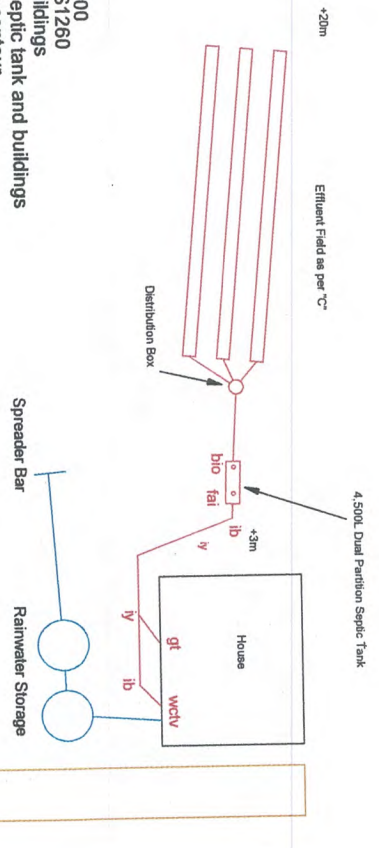 +20m
Effluent Field as per "C"
4,500L Dual Partition Septic Tank
Distribution Box
bio
fai
ib
+3m
iy
House
iy
gt
ib
wctv
Spreader Bar
Rainwater Storage
00
61260
ildings
eptic tank and buildings